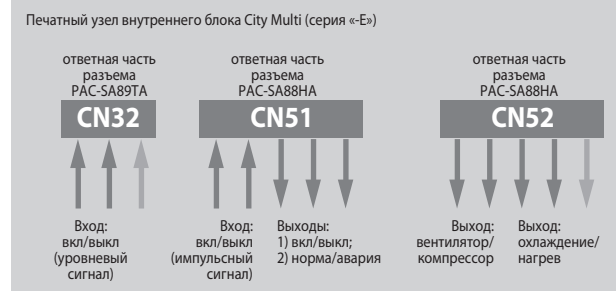 Печатный узел внутреннего блока City Multi (серия «-E»)
ответная часть
разъема
PAC-SA89TA
CN32
Вход:
вкл/выкл
(уровневый
сигнал)
ответная часть
разъема
PAC-SA88HA
CN51
Вход:
вкл/выкл
(импульсный
сигнал)
Выходы:
1) вкл/выкл;
2) норма/авария
ответная часть
разъема
PAC-SA88HA
CN52
Выход:
вентилятор/
компрессор
Выход:
охлаждение/
нагрев